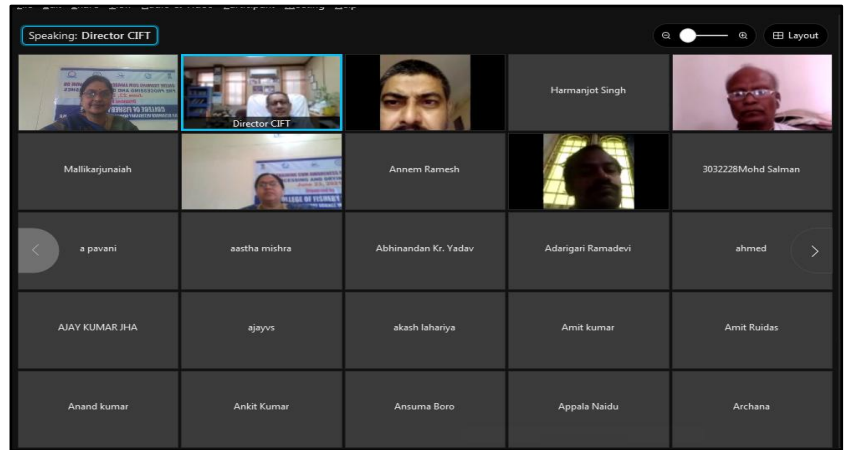 Speaking: Director CIFT
Layout
Director CIFT
Harmanjot Singh
Mallikarjunaiah
Annem Ramesh
3032228Mohd Salman
a pavani
aastha mishra
Abhinandan Kr. Yadav
Adarigari Ramadevi
ahmed
AJAY KUMAR JHA
ajayvs
akash lahariya
Amit kumar
Amit Ruidas
Anand kumar
Ankit Kumar
Ansuma Boro
Appala Naidu
Archana